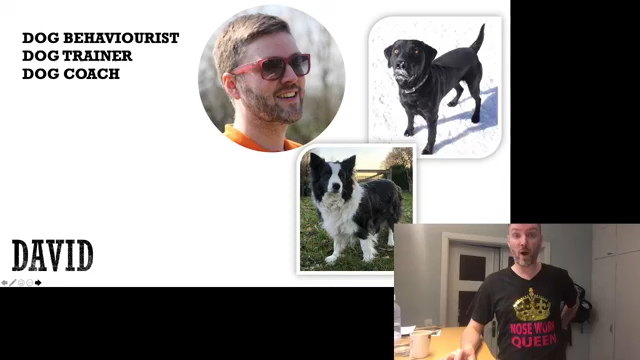 DOG BEHAVIOURIST
DOG TRAINER
DOG COACH
DAVID
NOSE WORK
QUEEN